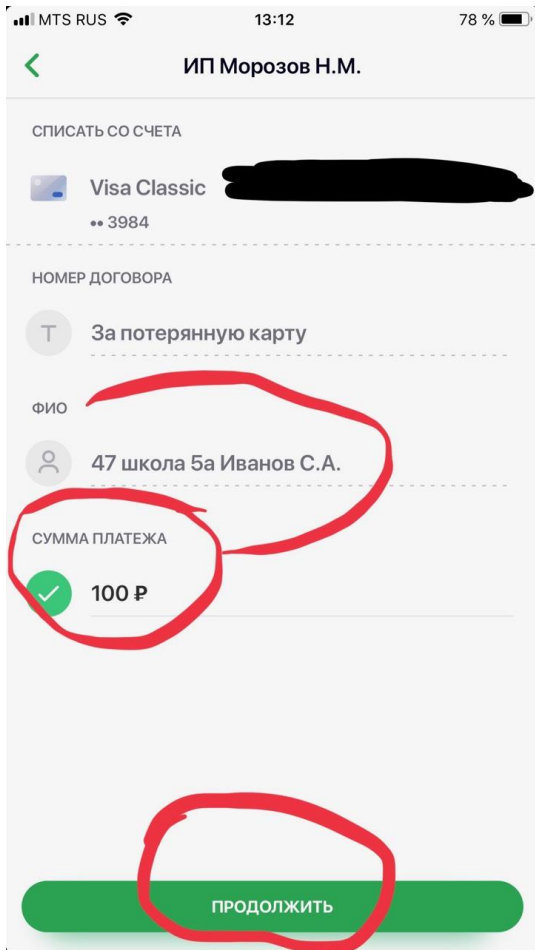 MTS RUS 13:12 78 %
ИП Морозов Н.М.
СПИСАТЬ СО СЧЕТА
Visa Classic
•• 3984
НОМЕР ДОГОВОРА
Т
За потерянную карту
ФИО
47 школа 5а Иванов С.А.
СУММА ПЛАТЕЖА
100 ₽
ПРОДОЛЖИТЬ